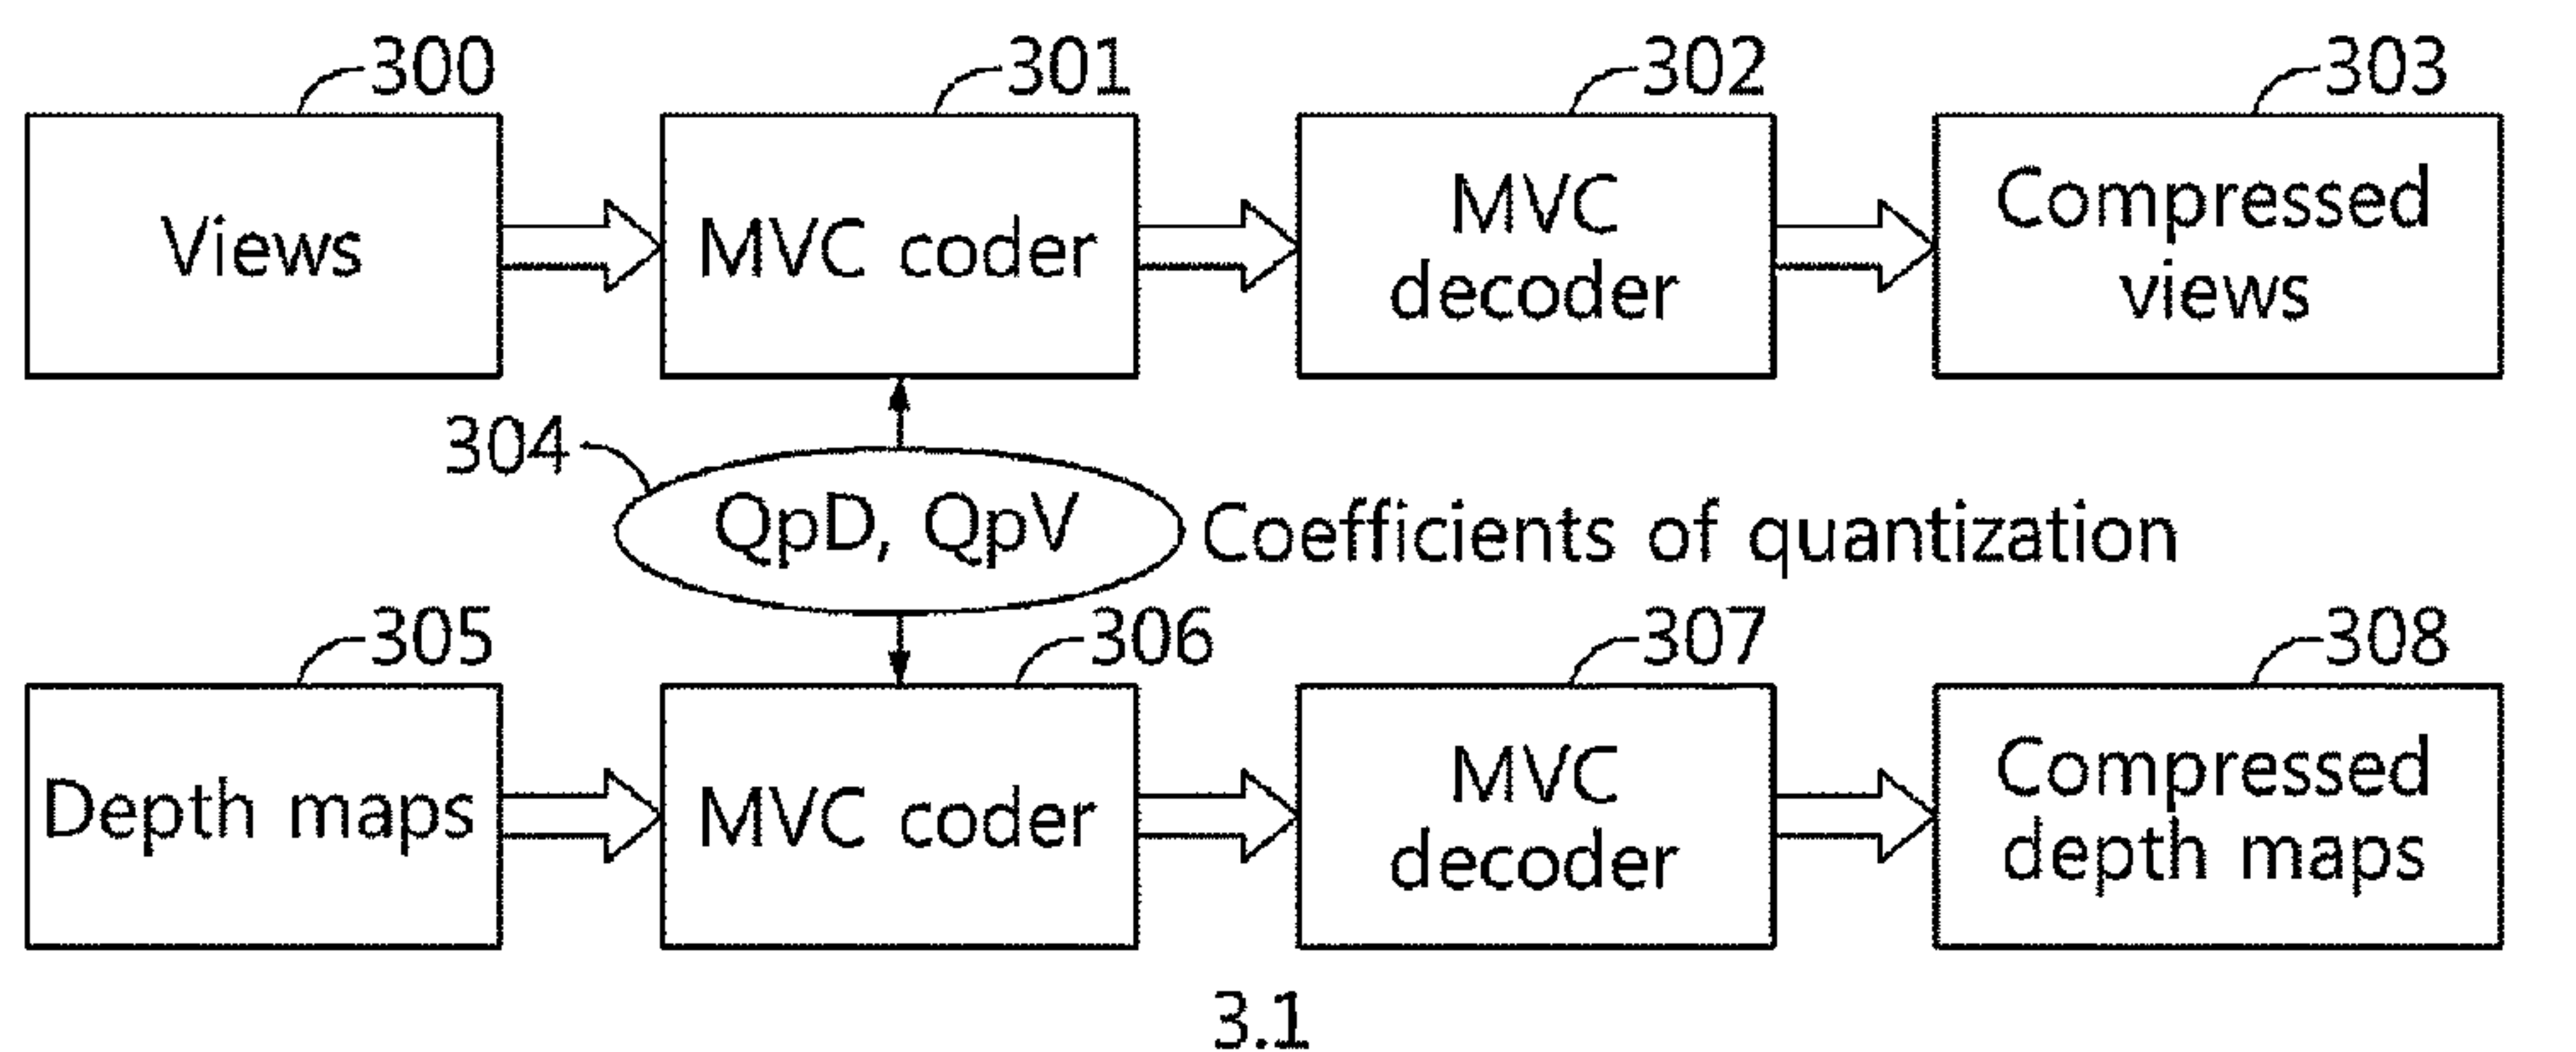 300 301 302 303
Views
MVC coder
MVC
decoder
Compressed
views
304
QpD, QpV
Coefficients of quantization
305 306 307 308
Depth maps
MVC coder
MVC
decoder
Compressed
depth maps
3.1